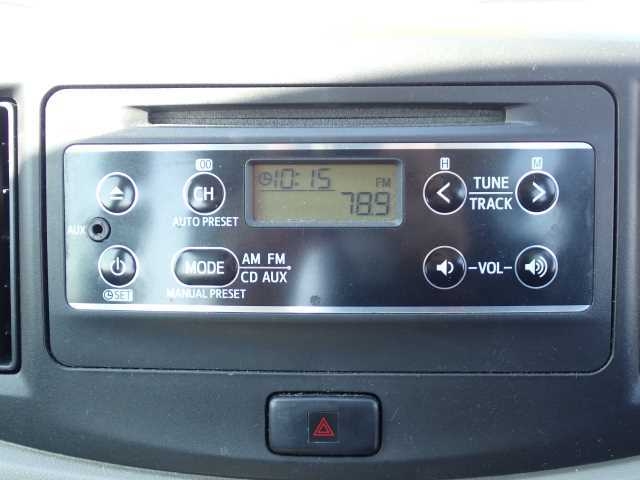 00
CH
AUTO PRESET
10:15
FM
78.9
H
M
TUNE
TRACK
AUX
MODE
AM FM
CD AUX
MANUAL PRESET
SET
VOL